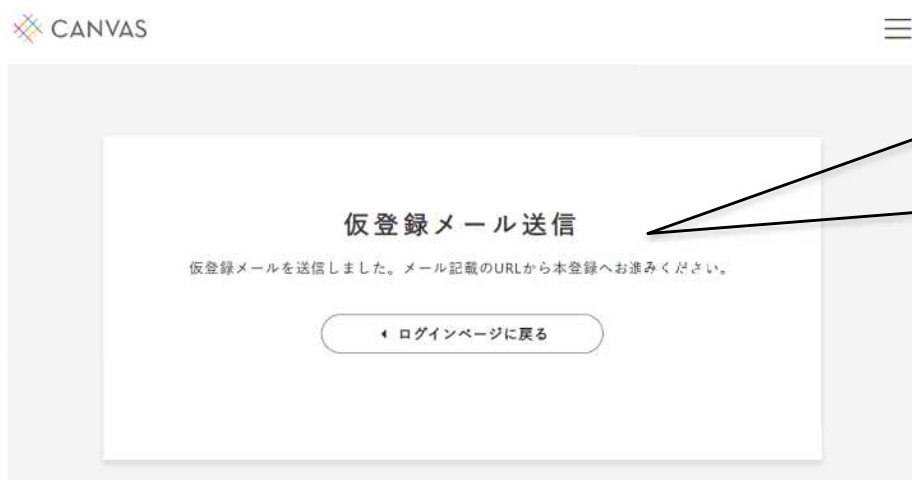 CANVAS
仮登録メール送信
仮登録メールを送信しました。メール記載のURLから本登録へお進みください。
ログインページに戻る